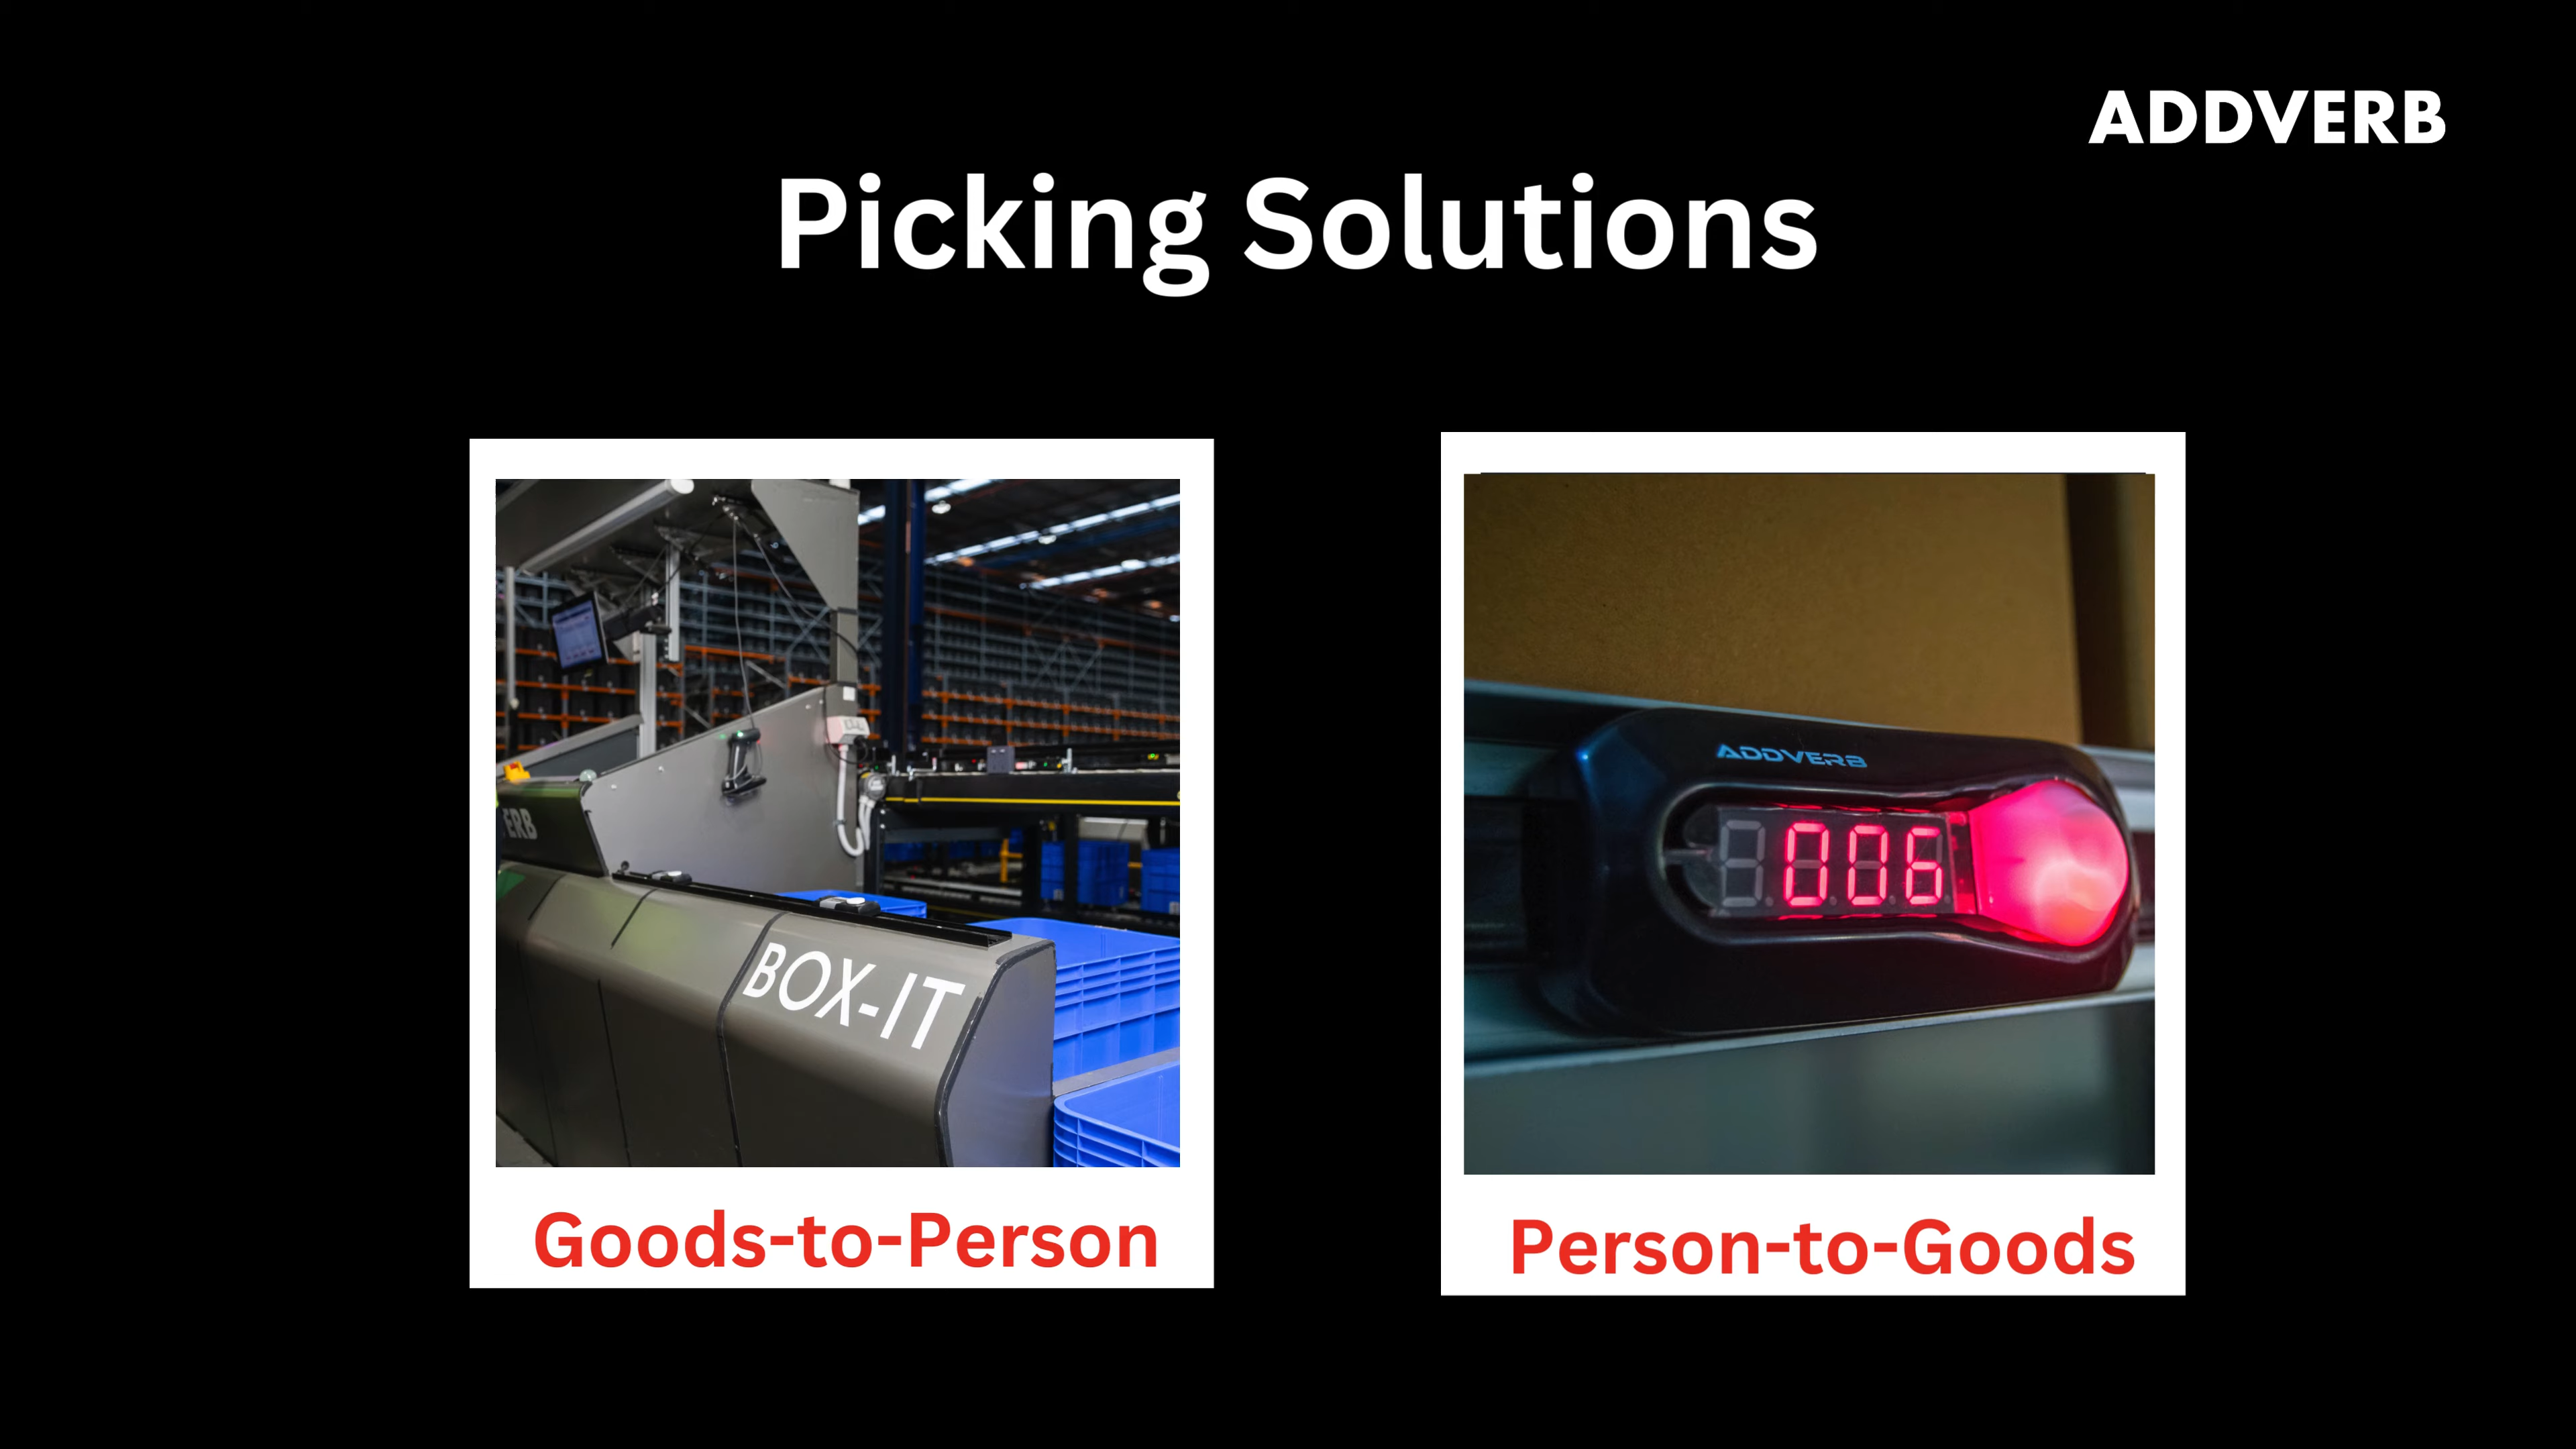 ADDVERB
Picking Solutions
ERB
BOX-IT
Goods-to-Person
ADDVERB
006
Person-to-Goods